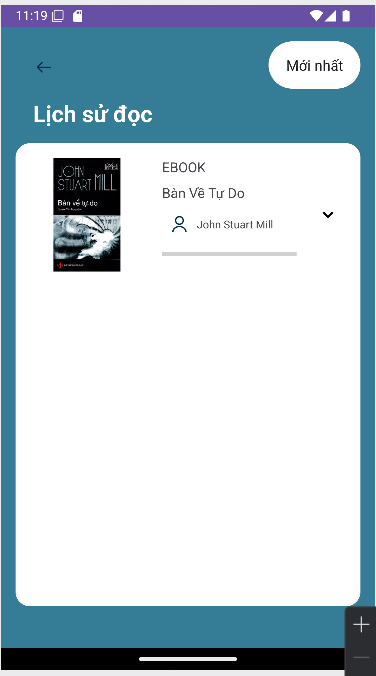 11:19
Mới nhất
Lịch sử đọc
JOHN
STUART MILL
Bàn về tự do
EBOOK
Bàn Về Tự Do
John Stuart Mill